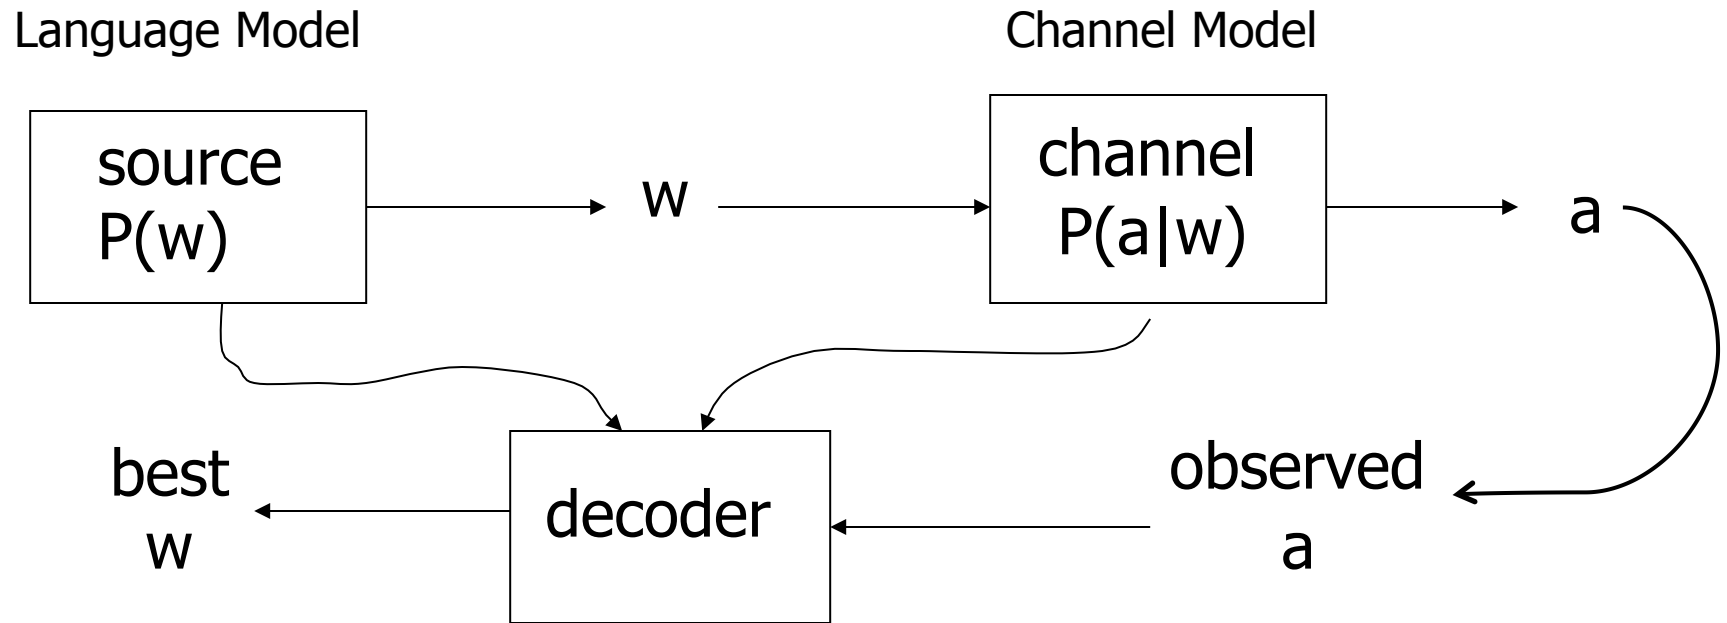 Language Model
Channel Model
source
P(w)
w
channel
P(a|w)
a
best
w
decoder
observed
a